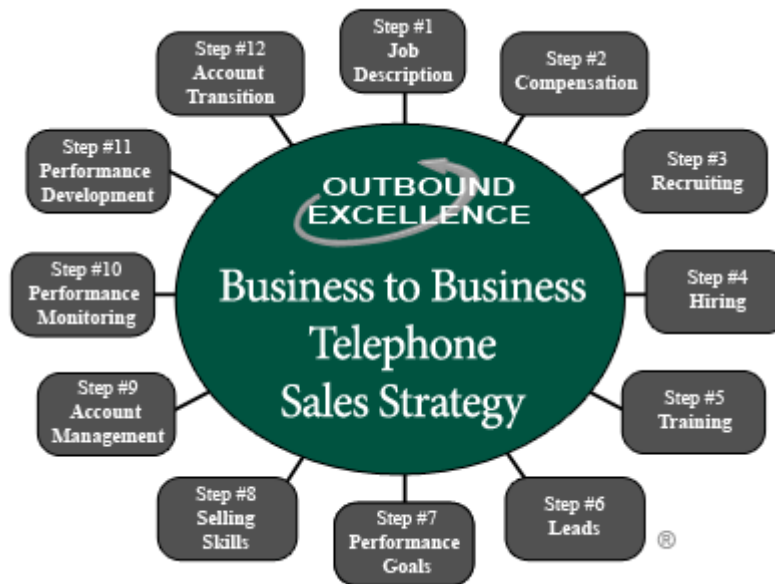 Step #1
Job
Description
Step #2
Compensation
Step #3
Recruiting
Step #4
Hiring
Step #5
Training
Step #6
Leads
Step #7
Performance
Goals
Step #8
Selling
Skills
Step #9
Account
Management
Step #10
Performance
Monitoring
Step #11
Performance
Development
Step #12
Account
Transition
OUTBOUND
EXCELLENCE
Business to Business
Telephone
Sales Strategy
®